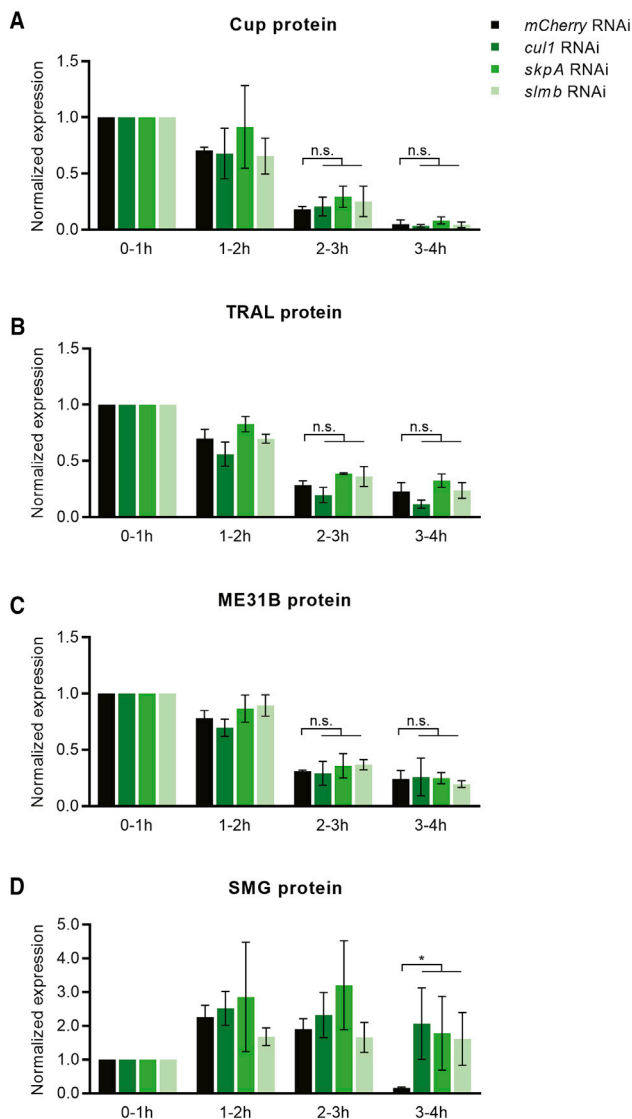 A
Cup protein
mCherry RNAi
cul1 RNAi
skpA RNAi
slmb RNAi
Normalized expression
1.5
1.0
0.5
0.0
n.s.
n.s.
0-1h 1-2h 2-3h 3-4h
B
TRAL protein
Normalized expression
1.5
1.0
0.5
0.0
n.s.
n.s.
0-1h 1-2h 2-3h 3-4h
C
ME31B protein
Normalized expression
1.5
1.0
0.5
0.0
n.s.
n.s.
0-1h 1-2h 2-3h 3-4h
D
SMG protein
Normalized expression
5.0
4.0
3.0
2.0
1.0
0.0
*
0-1h 1-2h 2-3h 3-4h